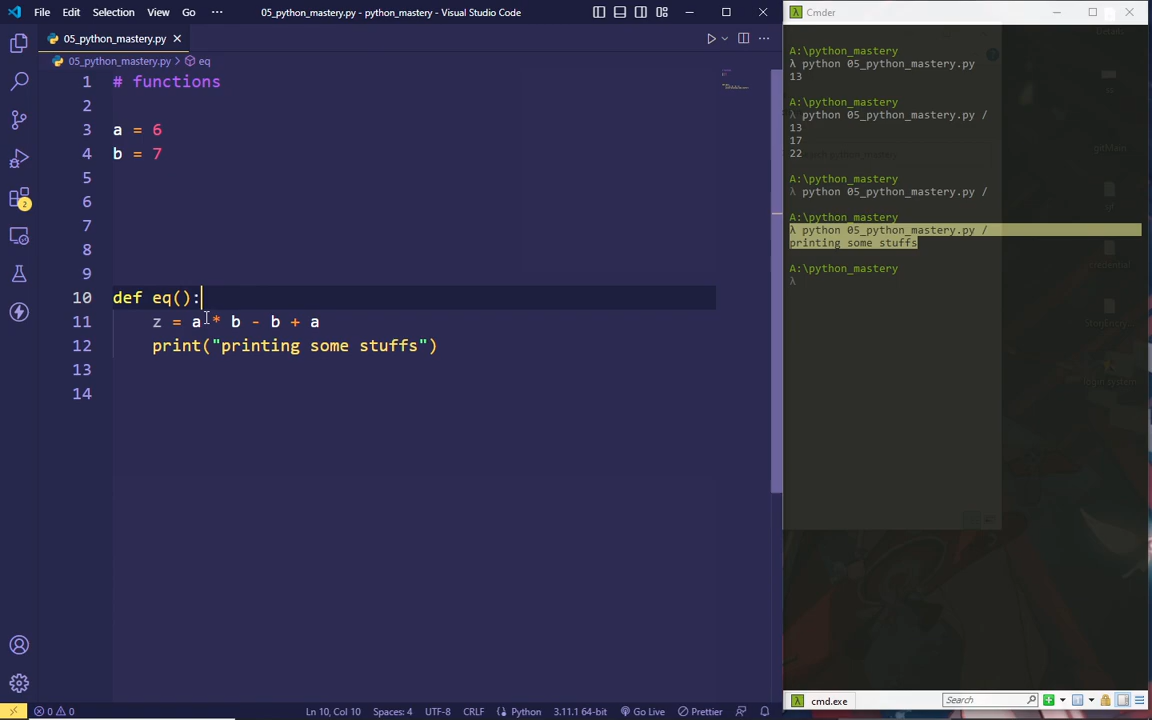 File Edit Selection View Go ··· 05_python_mastery.py - python_mastery - Visual Studio Code
05_python_mastery.py
05_python_mastery.py > eq
1 # functions
2
3 a = 6
4 b = 7
5
6
7
8
9
10 def eq():
11 z = a * b - b + a
12 print("printing some stuffs")
13
14
2
0 0 Ln 10, Col 10 Spaces: 4 UTF-8 CRLF Python 3.11.1 64-bit Go Live Prettier
Cmder
A:\python_mastery
λ python 05_python_mastery.py
13
A:\python_mastery
λ python 05_python_mastery.py /
13
17
22
A:\python_mastery
λ python 05_python_mastery.py /
A:\python_mastery
λ python 05_python_mastery.py /
printing some stuffs
A:\python_mastery
λ
gitMain
login system
cmd.exe Search